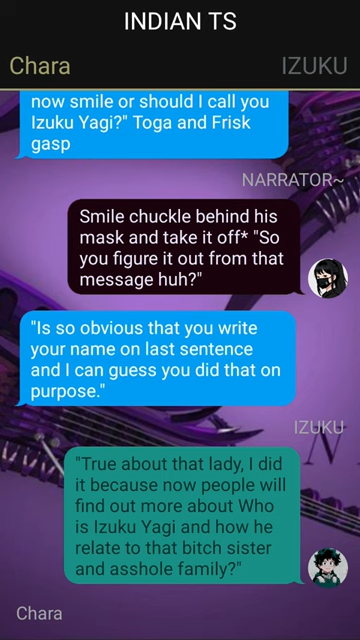 INDIAN TS
Chara
IZUKU
now smile or should I call you
Izuku Yagi?" Toga and Frisk
gasp
NARRATOR~
Smile chuckle behind his
mask and take it off* "So
you figure it out from that
message huh?"
"Is so obvious that you write
your name on last sentence
and I can guess you did that on
purpose."
IZUKU
"True about that lady, I did
it because now people will
find out more about Who
is Izuku Yagi and how he
relate to that bitch sister
and asshole family?"
Chara